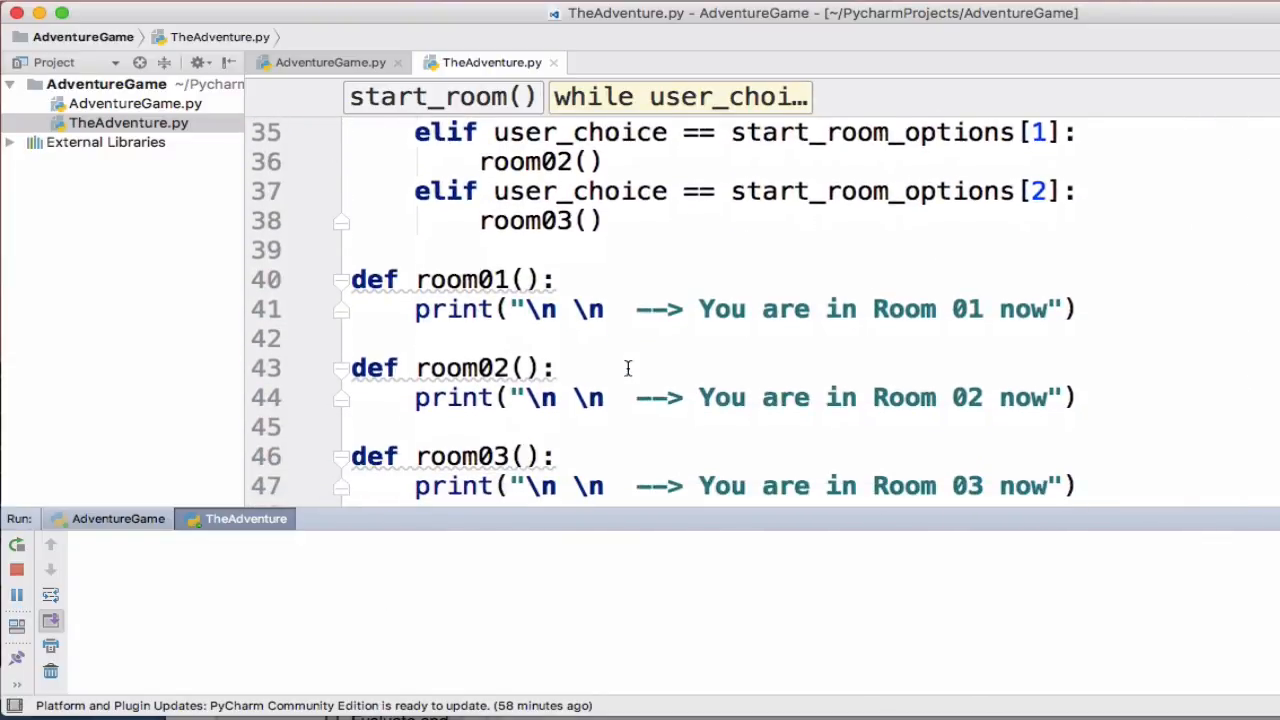 TheAdventure.py - AdventureGame - [~/PycharmProjects/AdventureGame]
AdventureGame TheAdventure.py
Project AdventureGame.py TheAdventure.py
AdventureGame ~/Pycharm
AdventureGame.py
TheAdventure.py
External Libraries
start_room() while user_choi...
35 elif user_choice == start_room_options[1]:
36 room02()
37 elif user_choice == start_room_options[2]:
38 room03()
39
40 def room01():
41 print("\n \n --> You are in Room 01 now")
42
43 def room02():
44 print("\n \n --> You are in Room 02 now")
45
46 def room03():
47 print("\n \n --> You are in Room 03 now")
Run: AdventureGame TheAdventure
Platform and Plugin Updates: PyCharm Community Edition is ready to update. (58 minutes ago)